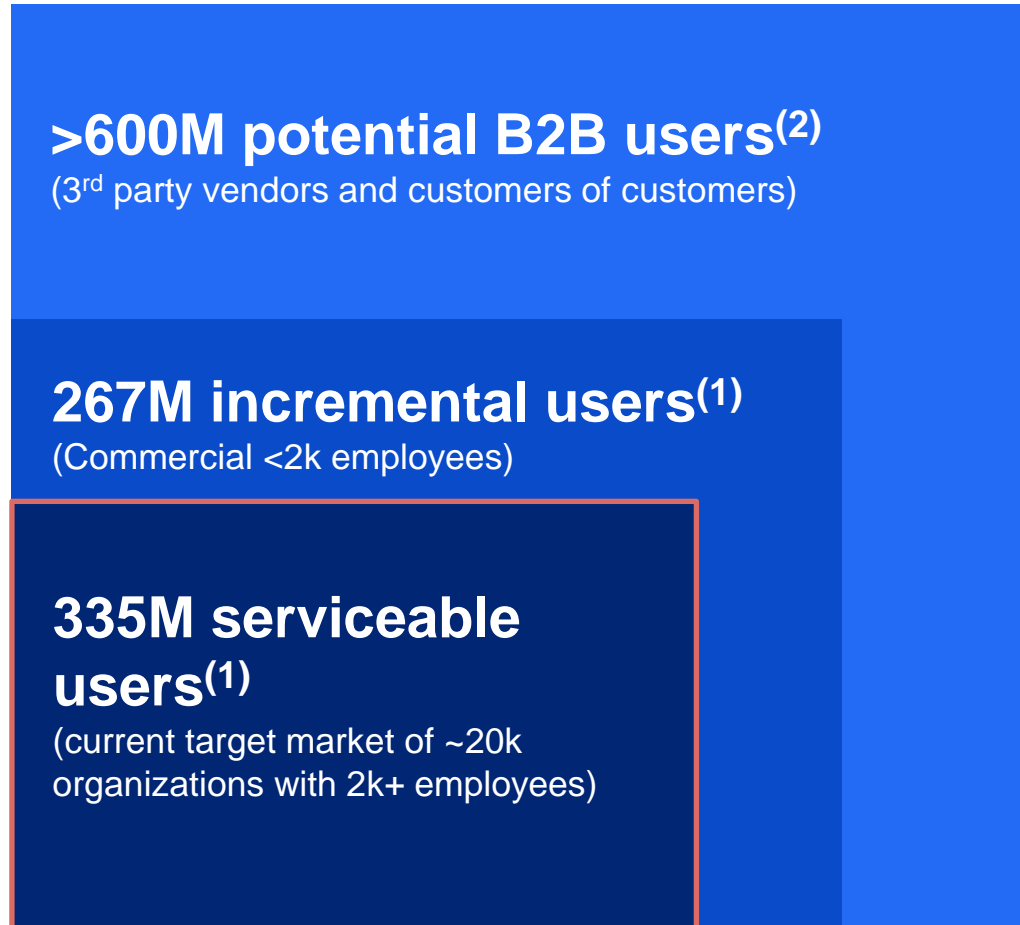 >600M potential B2B users(2)
(3rd party vendors and customers of customers)
267M incremental users(1)
(Commercial <2k employees)
335M serviceable
users(1)
(current target market of ~20k
organizations with 2k+ employees)